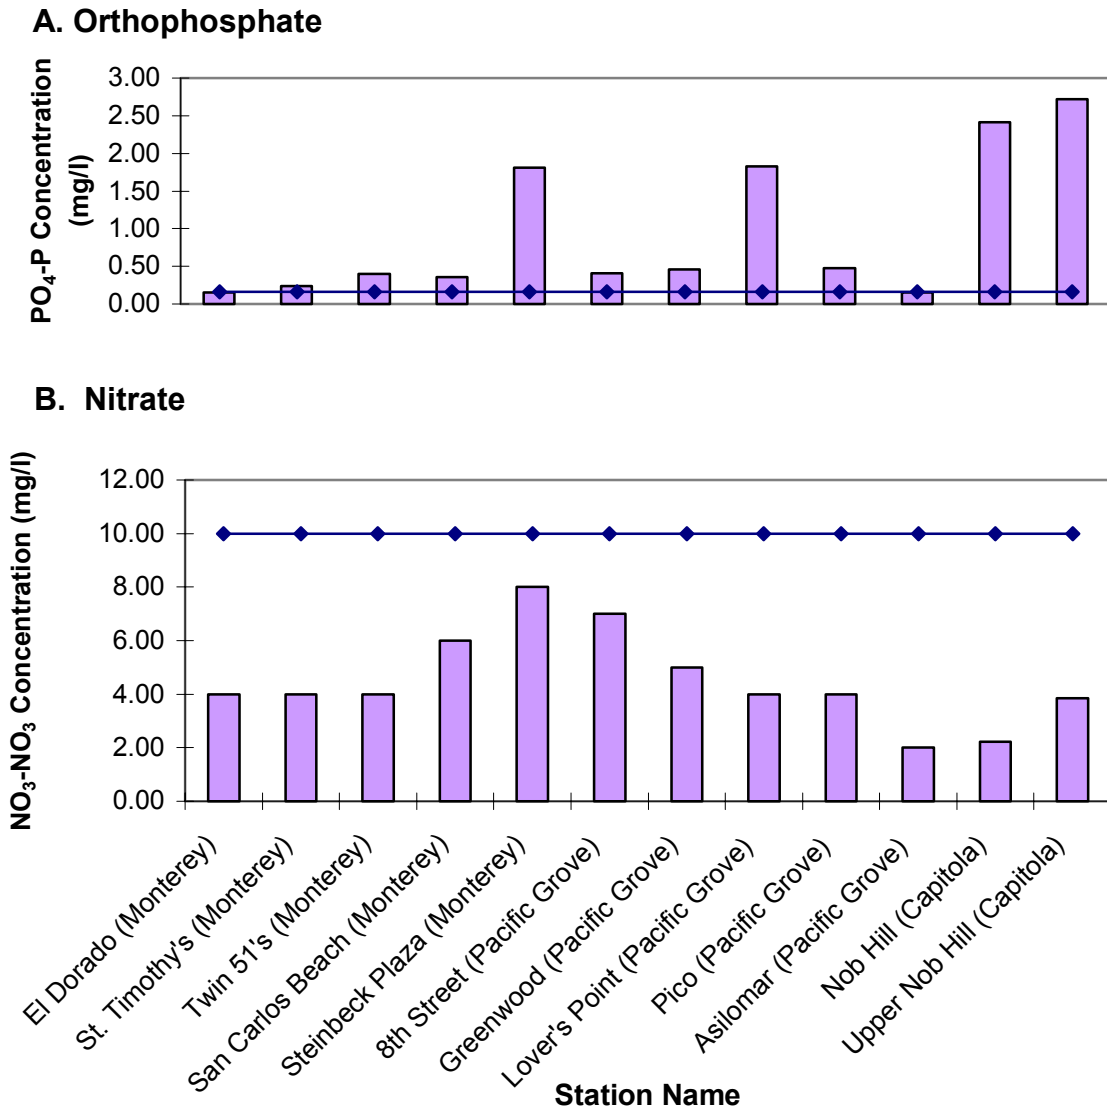 A. Orthophosphate
PO4-P Concentration
(mg/l)
3.00
2.50
2.00
1.50
1.00
0.50
0.00
B. Nitrate
NO3-NO3 Concentration (mg/l)
12.00
10.00
8.00
6.00
4.00
2.00
0.00
El Dorado (Monterey)
St. Timothy's (Monterey)
Twin 51's (Monterey)
San Carlos Beach (Monterey)
Steinbeck Plaza (Monterey)
8th Street (Pacific Grove)
Greenwood (Pacific Grove)
Lover's Point (Pacific Grove)
Pico (Pacific Grove)
Asilomar (Pacific Grove)
Nob Hill (Capitola)
Upper Nob Hill (Capitola)
Station Name